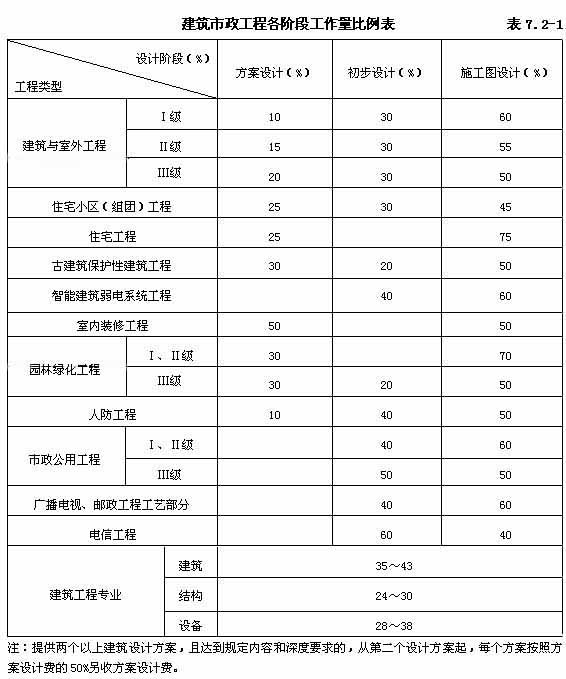 建筑市政工程各阶段工作量比例表 表7.2-1
设计阶段(%)
工程类型
方案设计(%) 初步设计(%) 施工图设计(%)
建筑与室外工程
Ⅰ级 10 30 60
Ⅱ级 15 30 55
Ⅲ级 20 30 50
住宅小区(组团)工程 25 30 45
住宅工程 25 75
古建筑保护性建筑工程 30 20 50
智能建筑弱电系统工程 40 60
室内装修工程 50 50
园林绿化工程
Ⅰ、Ⅱ级 30 70
Ⅲ级 30 20 50
人防工程 10 40 50
市政公用工程
Ⅰ、Ⅱ级 40 60
Ⅲ级 50 50
广播电视、邮政工程工艺部分 40 60
电信工程 60 40
建筑工程专业
建筑 35～43
结构 24～30
设备 28～38
注：提供两个以上建筑设计方案，且达到规定内容和深度要求的，从第二个设计方案起，每个方案按照方
案设计费的50%另收方案设计费。